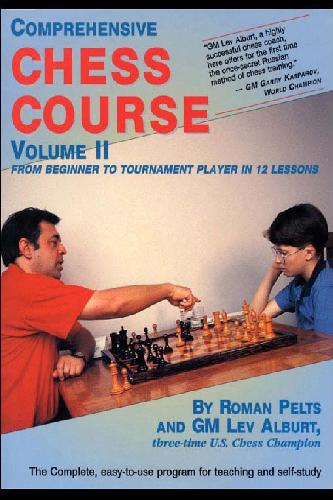 COMPREHENSIVE
CHESS
COURSE
VOLUME II
FROM BEGINNER TO TOURNAMENT PLAYER IN 12 LESSONS
"GM Lev Alburt, a highly
successful chess coach,
here offers for the first time
the once-secret Russian
method of chess training."
— GM GARRY KASPAROV,
WORLD CHAMPION
BY ROMAN PELTS
AND GM LEV ALBURT,
three-time U.S. Chess Champion
The Complete, easy-to-use program for teaching and self-study